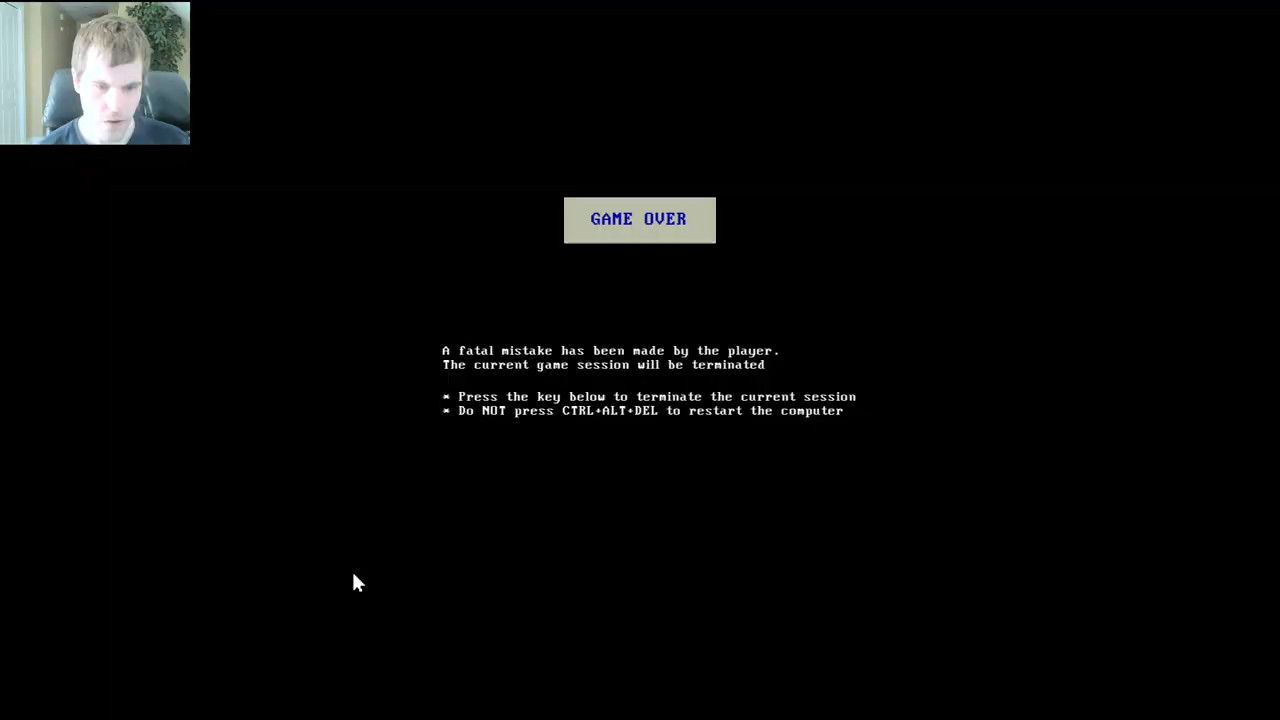 GAME OVER
A fatal mistake has been made by the player.
The current game session will be terminated
* Press the key below to terminate the current session
* Do NOT press CTRL+ALT+DEL to restart the computer